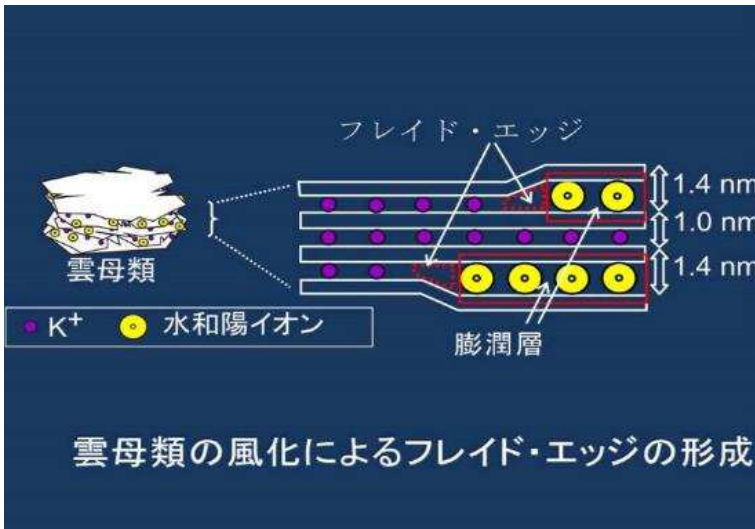 フレイド・エッジ
1.4 nm
1.0 nm
1.4 nm
雲母類
K+ 水和陽イオン
膨潤層
雲母類の風化によるフレイド・エッジの形成